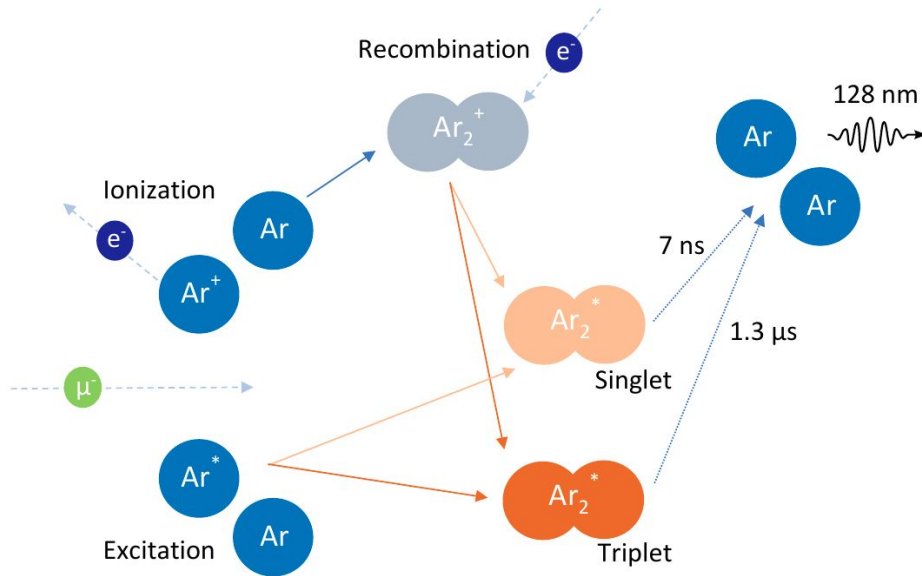 Recombination
e⁻
128 nm
Ar₂⁺
Ar
Ionization
Ar
Ar
e⁻
Ar⁺
7 ns
Ar₂*
1.3 µs
Singlet
µ⁻
Ar*
Ar₂*
Ar
Excitation
Triplet